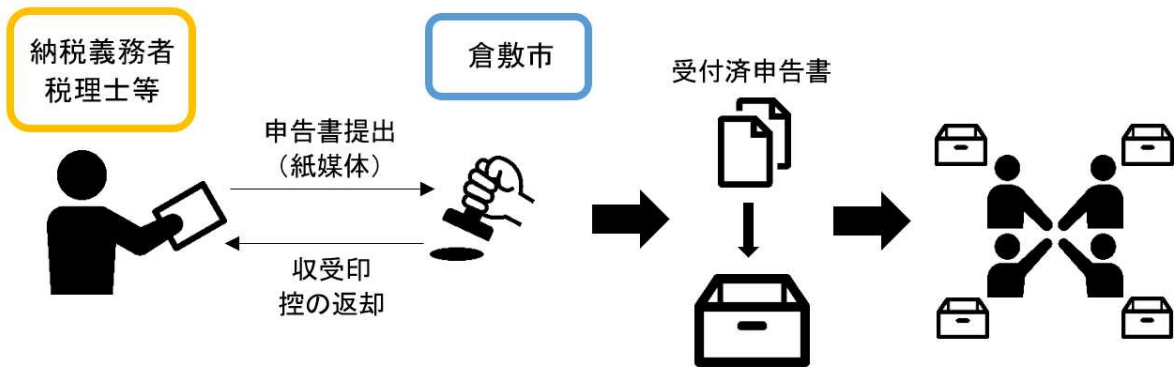 納税義務者
税理士等
倉敷市
受付済申告書
申告書提出
（紙媒体）
収受印
控の返却